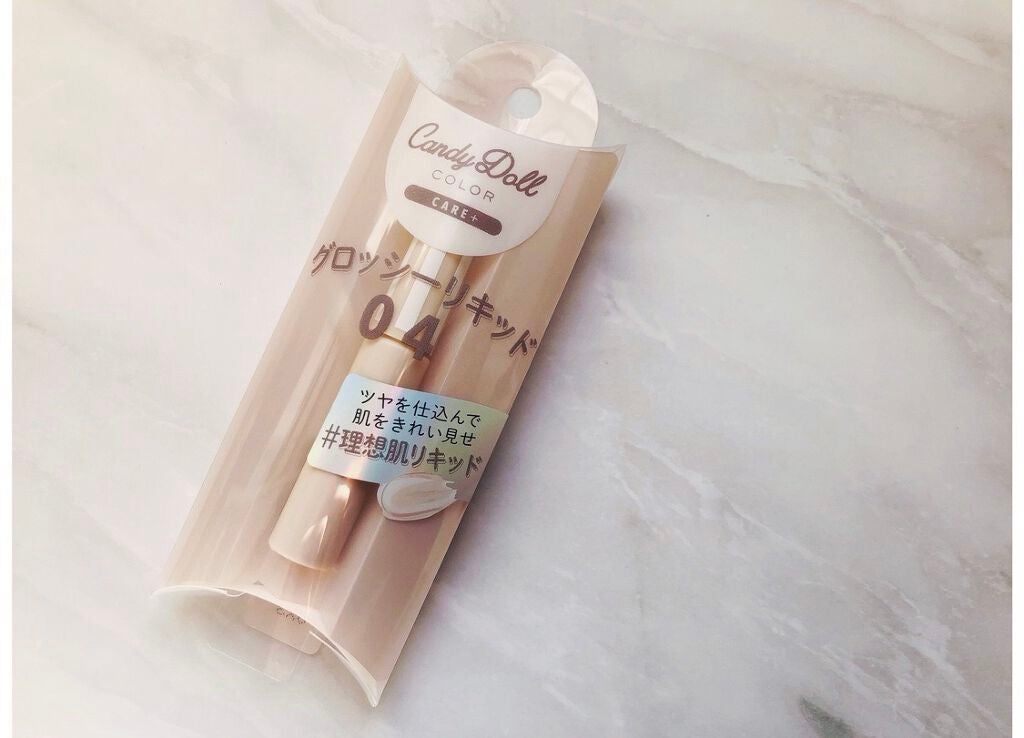 Candy Doll
COLOR
CARE+
グロッシーリキッド
04
ツヤを仕込んで
肌をきれい見せ
#理想肌リキッド